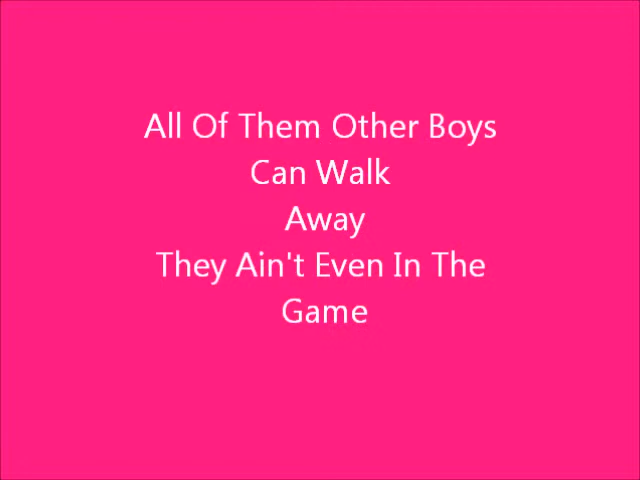 All Of Them Other Boys
Can Walk
Away
They Ain't Even In The
Game